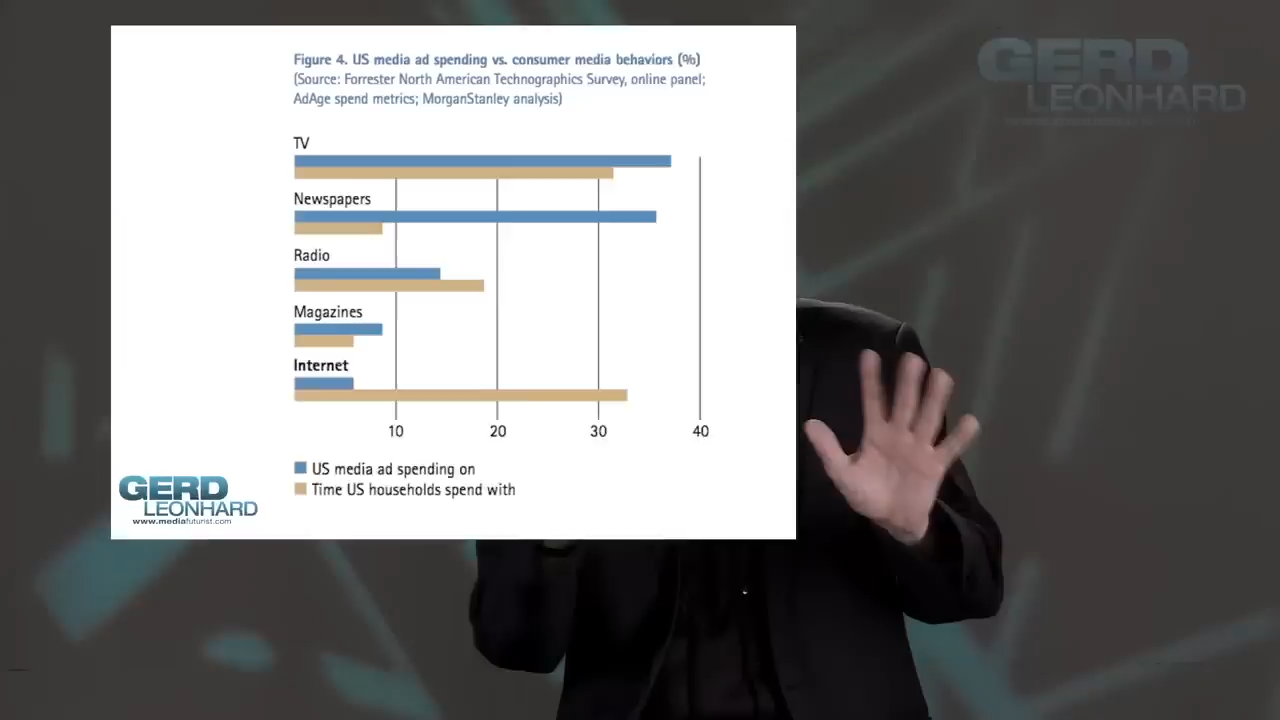 Figure 4. US media ad spending vs. consumer media behaviors (%)
(Source: Forrester North American Technographics Survey, online panel;
AdAge spend metrics; MorganStanley analysis)
TV
Newspapers
Radio
Magazines
Internet
10 20 30 40
US media ad spending on
Time US households spend with
GERD
LEONHARD
www.mediafuturist.com
GERD
LEONHARD